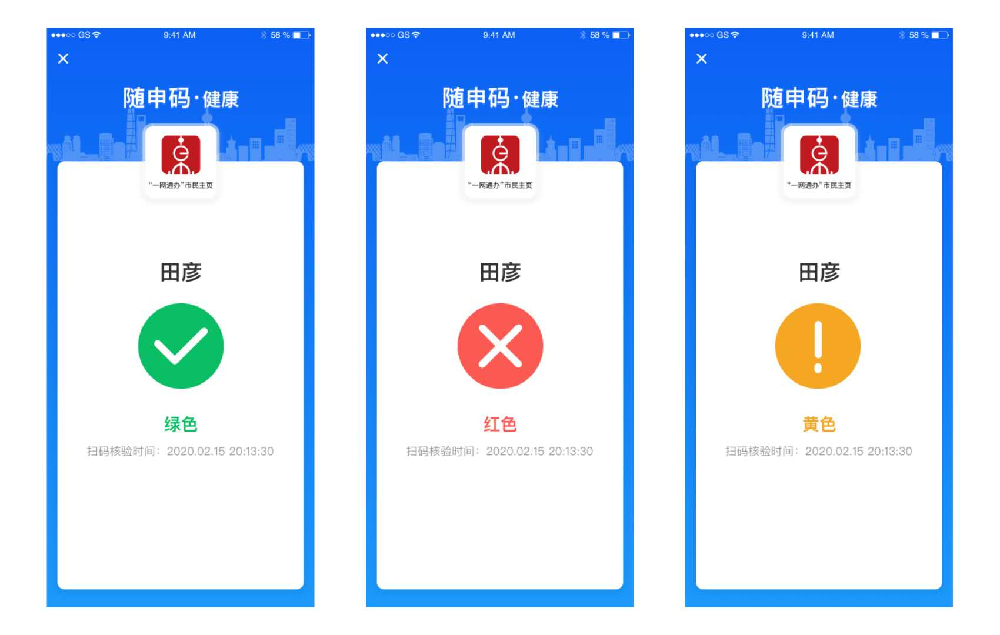 GS 9:41 AM 58 %
随申码·健康
“一网通办”市民主页
田彦
绿色
扫码核验时间：2020.02.15 20:13:30
GS 9:41 AM 58 %
随申码·健康
“一网通办”市民主页
田彦
红色
扫码核验时间：2020.02.15 20:13:30
GS 9:41 AM 58 %
随申码·健康
“一网通办”市民主页
田彦
黄色
扫码核验时间：2020.02.15 20:13:30